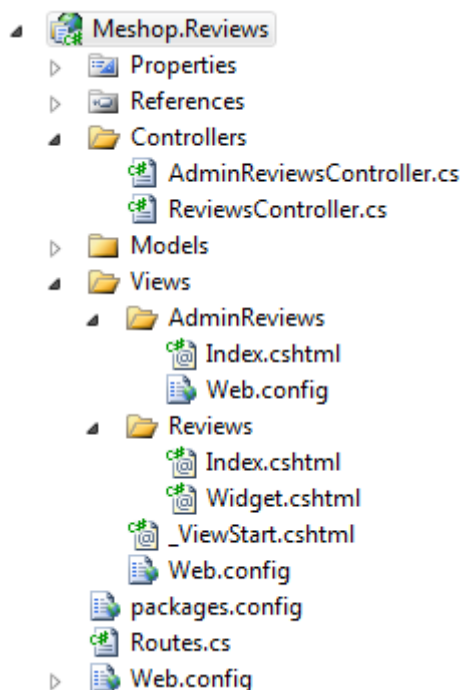 Meshop.Reviews
Properties
References
Controllers
AdminReviewsController.cs
ReviewsController.cs
Models
Views
AdminReviews
Index.cshtml
Web.config
Reviews
Index.cshtml
Widget.cshtml
_ViewStart.cshtml
Web.config
packages.config
Routes.cs
Web.config